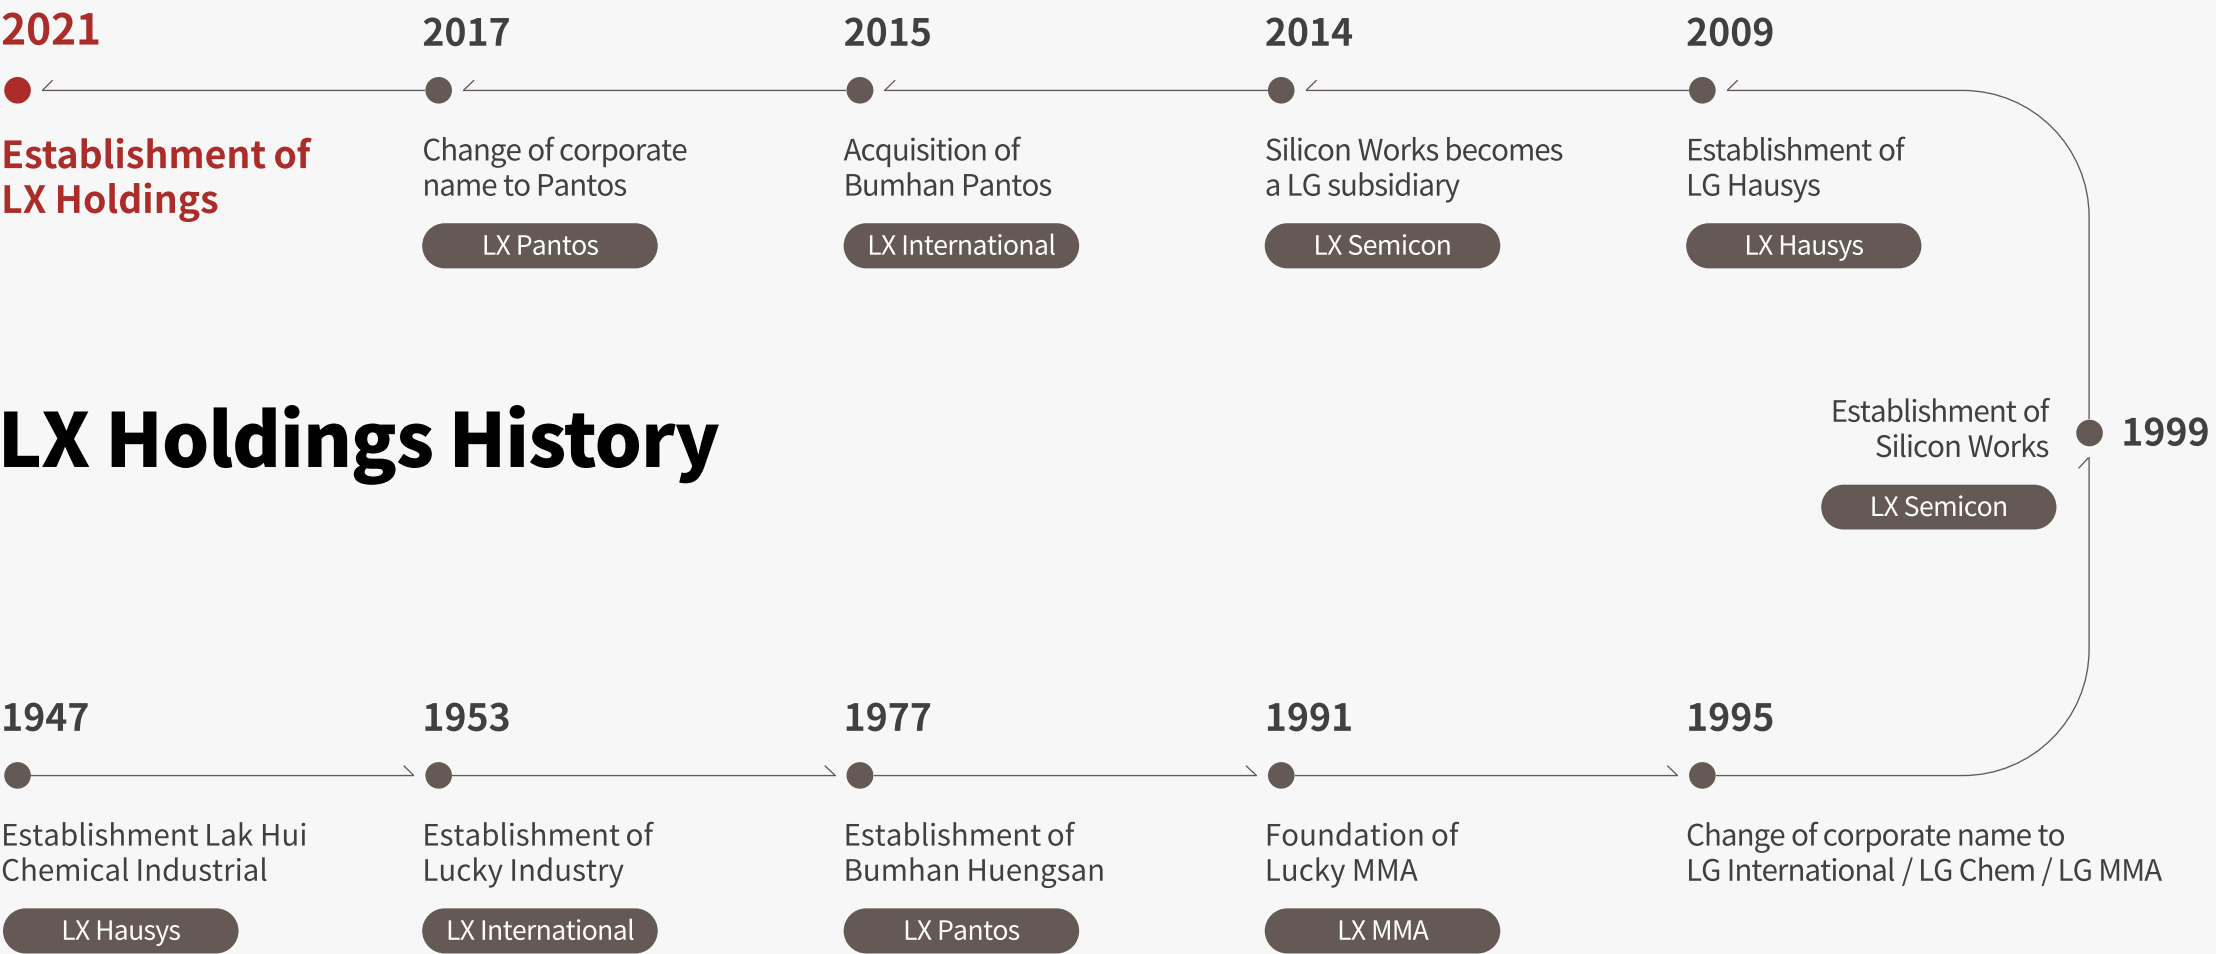 2021
Establishment of
LX Holdings
2017
Change of corporate
name to Pantos
LX Pantos
2015
Acquisition of
Bumhan Pantos
LX International
2014
Silicon Works becomes
a LG subsidiary
LX Semicon
2009
Establishment of
LG Hausys
LX Hausys
LX Holdings History
Establishment of
Silicon Works
1999
LX Semicon
1947
Establishment Lak Hui
Chemical Industrial
LX Hausys
1953
Establishment of
Lucky Industry
LX International
1977
Establishment of
Bumhan Huengsan
LX Pantos
1991
Foundation of
Lucky MMA
LX MMA
1995
Change of corporate name to
LG International / LG Chem / LG MMA